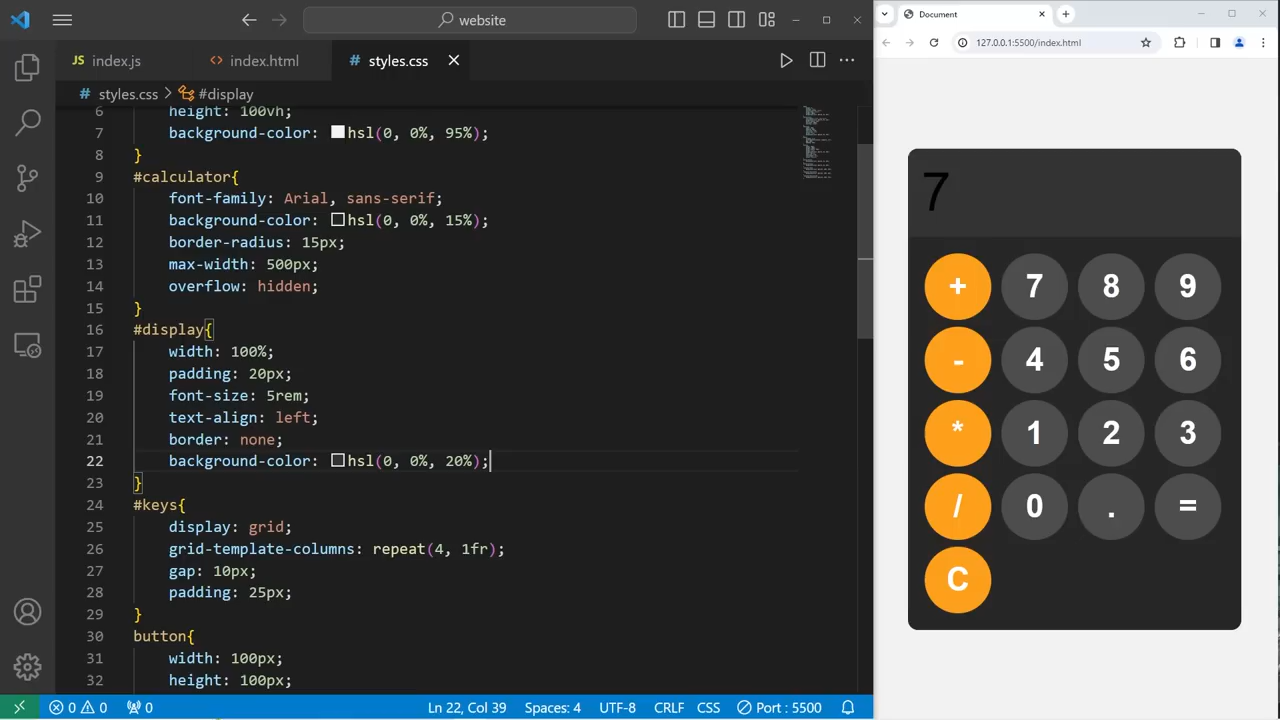 website
Document
127.0.0.1:5500/index.html
JS index.js
<> index.html
# styles.css
# styles.css > #display
6 height: 100vh;
7 background-color: hsl(0, 0%, 95%);
8 }
9 #calculator{
10 font-family: Arial, sans-serif;
11 background-color: hsl(0, 0%, 15%);
12 border-radius: 15px;
13 max-width: 500px;
14 overflow: hidden;
15 }
16 #display{
17 width: 100%;
18 padding: 20px;
19 font-size: 5rem;
20 text-align: left;
21 border: none;
22 background-color: hsl(0, 0%, 20%);
23 }
24 #keys{
25 display: grid;
26 grid-template-columns: repeat(4, 1fr);
27 gap: 10px;
28 padding: 25px;
29 }
30 button{
31 width: 100px;
32 height: 100px;
7
+ 7 8 9
- 4 5 6
* 1 2 3
/ 0 . =
C
0 0 0 Ln 22, Col 39 Spaces: 4 UTF-8 CRLF CSS Port : 5500